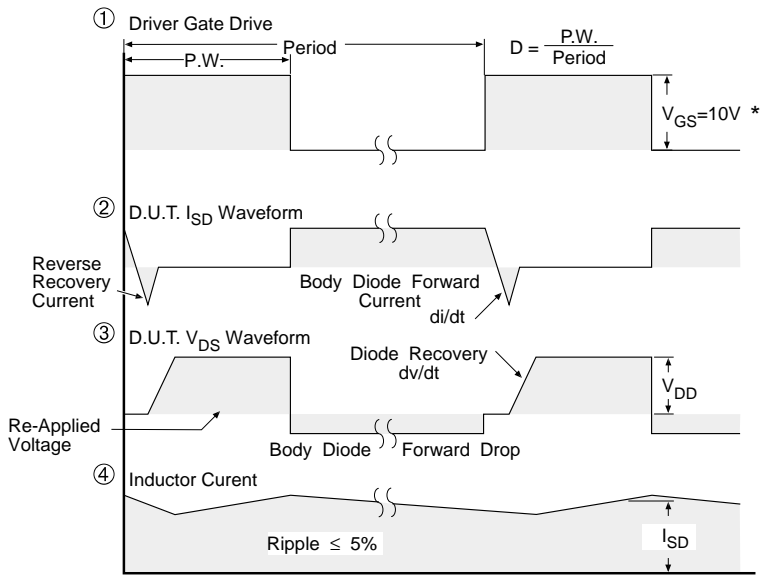 ① Driver Gate Drive
P.W.
Period
D = P.W.
Period
V_GS=10V *
② D.U.T. I_SD Waveform
Reverse
Recovery
Current
Body Diode Forward
Current
di/dt
③ D.U.T. V_DS Waveform
Diode Recovery
dv/dt
V_DD
Re-Applied
Voltage
Body Diode Forward Drop
④ Inductor Curent
Ripple ≤ 5%
I_SD